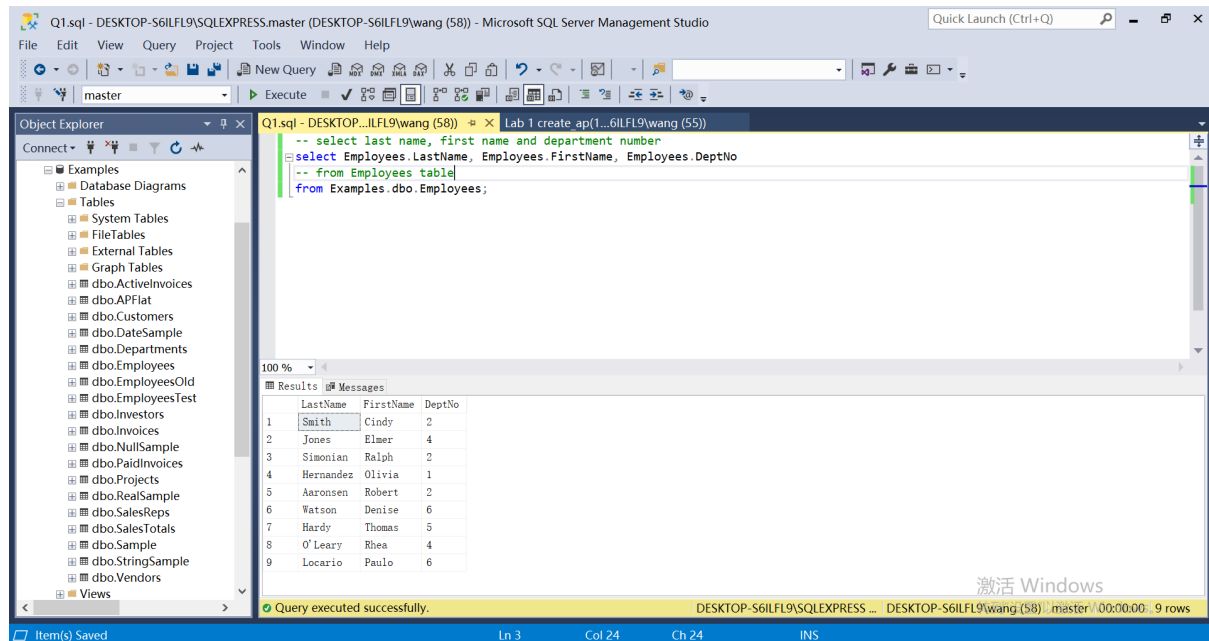 Q1.sql - DESKTOP-S6ILFL9\SQLEXPRESS.master (DESKTOP-S6ILFL9\wang (58)) - Microsoft SQL Server Management Studio
Quick Launch (Ctrl+Q)
File Edit View Query Project Tools Window Help
New Query MDX DMX XMLA DAX
master Execute
Object Explorer
Q1.sql - DESKTOP...ILFL9\wang (58)) Lab 1 create_ap(1...6ILFL9\wang (55))
Connect
Examples
Database Diagrams
Tables
System Tables
FileTables
External Tables
Graph Tables
dbo.ActiveInvoices
dbo.APFlat
dbo.Customers
dbo.DateSample
dbo.Departments
dbo.Employees
dbo.EmployeesOld
dbo.EmployeesTest
dbo.Investors
dbo.Invoices
dbo.NullSample
dbo.PaidInvoices
dbo.Projects
dbo.RealSample
dbo.SalesReps
dbo.SalesTotals
dbo.Sample
dbo.StringSample
dbo.Vendors
Views
-- select last name, first name and department number
select Employees.LastName, Employees.FirstName, Employees.DeptNo
-- from Employees table
from Examples.dbo.Employees;
100 %
Results Messages
LastName FirstName DeptNo
1 Smith Cindy 2
2 Jones Elmer 4
3 Simonian Ralph 2
4 Hernandez Olivia 1
5 Aaronsen Robert 2
6 Watson Denise 6
7 Hardy Thomas 5
8 O'Leary Rhea 4
9 Locario Paulo 6
激活 Windows
Query executed successfully. DESKTOP-S6ILFL9\SQLEXPRESS ... DESKTOP-S6ILFL9\wang (58) master 00:00:00 9 rows
Item(s) Saved Ln 3 Col 24 Ch 24 INS